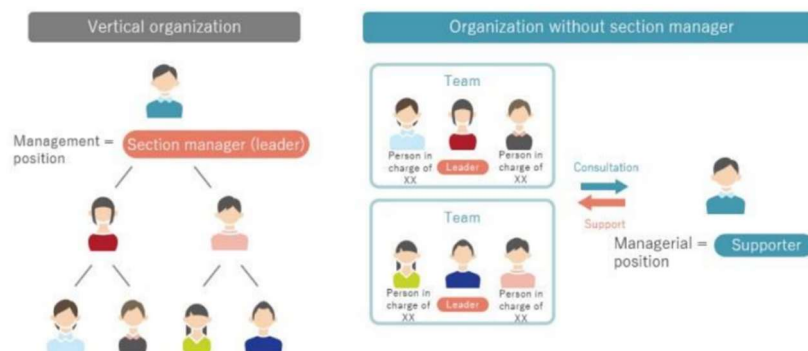 Vertical organization
Management =
position
Section manager (leader)
Organization without section manager
Team
Person in
charge of
XX
Leader
Person in
charge of
XX
Team
Person in
charge of
XX
Leader
Person in
charge of
XX
Consultation
Support
Managerial =
position
Supporter